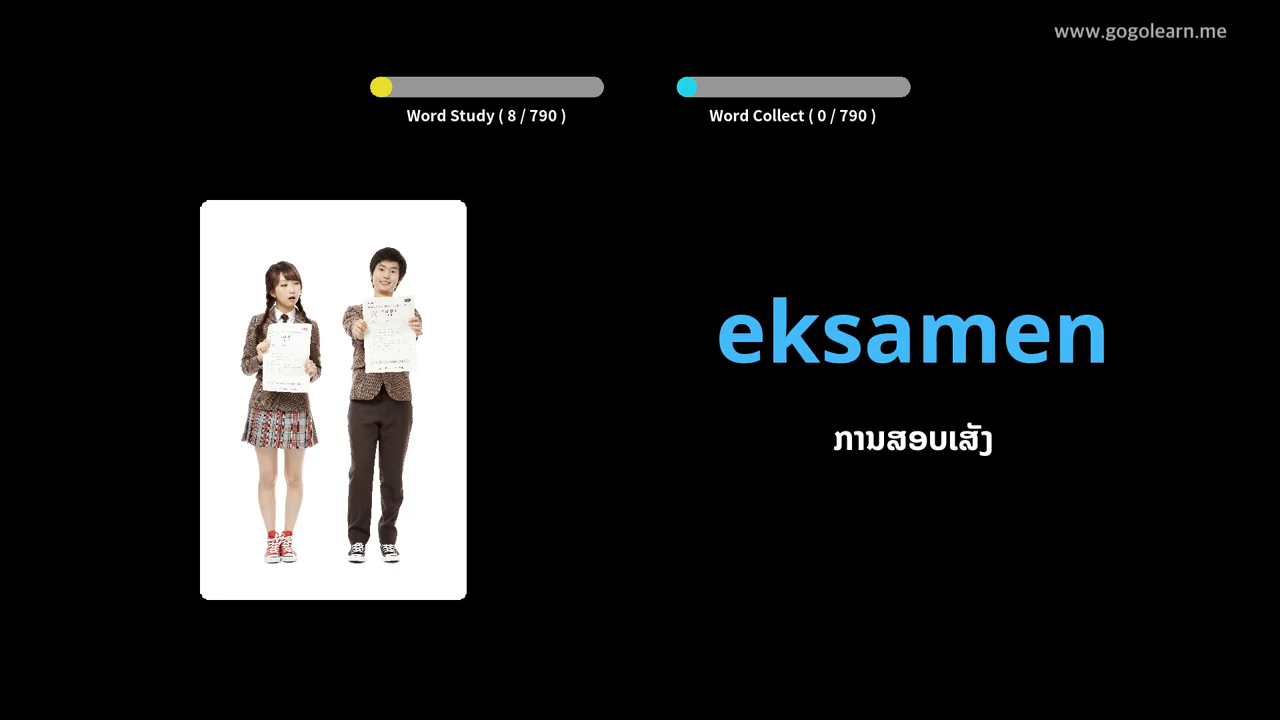 www.gogolearn.me
Word Study ( 8 / 790 )
Word Collect ( 0 / 790 )
eksamen
ການສອບເສັງ